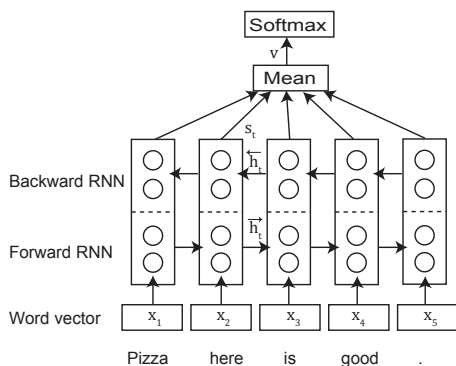 Softmax
v
Mean
s_t
Backward RNN
←h_t
→h_t
Forward RNN
Word vector x_1 x_2 x_3 x_4 x_5
Pizza here is good .